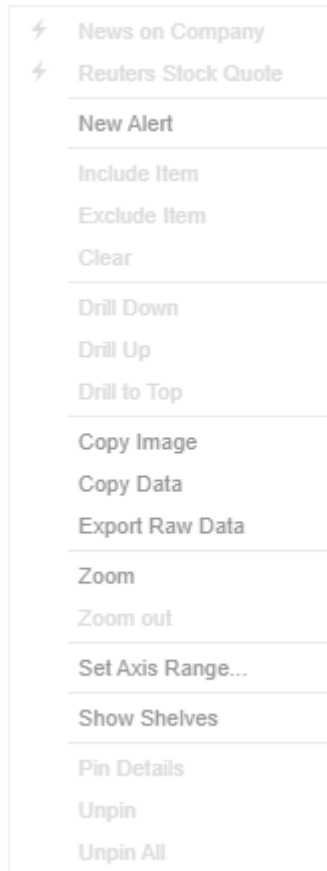 News on Company
Reuters Stock Quote
New Alert
Include Item
Exclude Item
Clear
Drill Down
Drill Up
Drill to Top
Copy Image
Copy Data
Export Raw Data
Zoom
Zoom out
Set Axis Range...
Show Shelves
Pin Details
Unpin
Unpin All